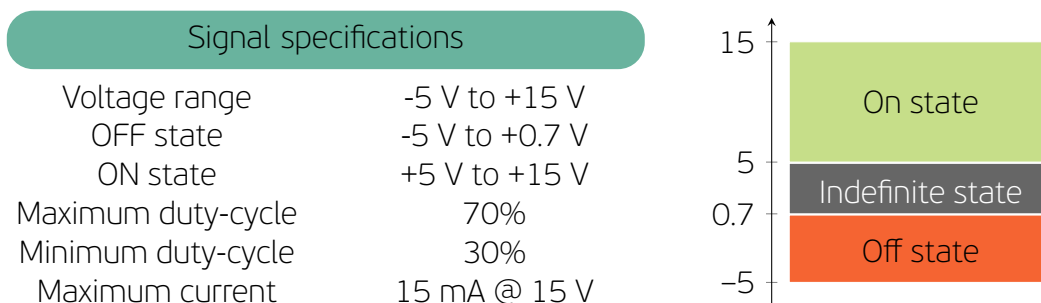 Signal specifications
Voltage range -5 V to +15 V
OFF state -5 V to +0.7 V
ON state +5 V to +15 V
Maximum duty-cycle 70%
Minimum duty-cycle 30%
Maximum current 15 mA @ 15 V
15
On state
5
Indefinite state
0.7
Off state
−5